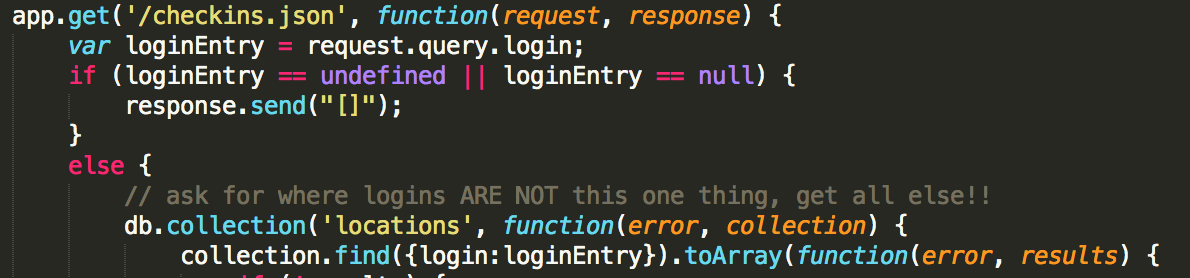 app.get('/checkins.json', function(request, response) {
var loginEntry = request.query.login;
if (loginEntry == undefined || loginEntry == null) {
response.send("[]");
}
else {
// ask for where logins ARE NOT this one thing, get all else!!
db.collection('locations', function(error, collection) {
collection.find({login:loginEntry}).toArray(function(error, results) {